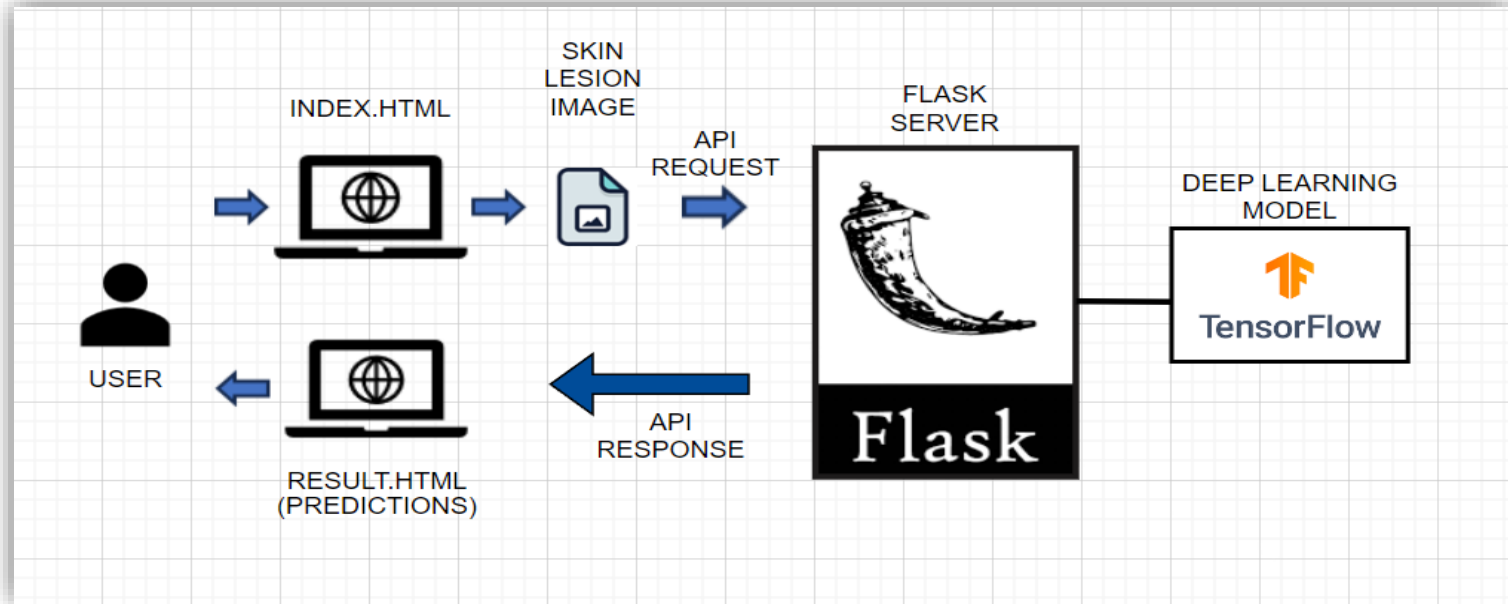 INDEX.HTML
SKIN
LESION
IMAGE
API
REQUEST
FLASK
SERVER
Flask
DEEP LEARNING
MODEL
TensorFlow
USER
RESULT.HTML
(PREDICTIONS)
API
RESPONSE